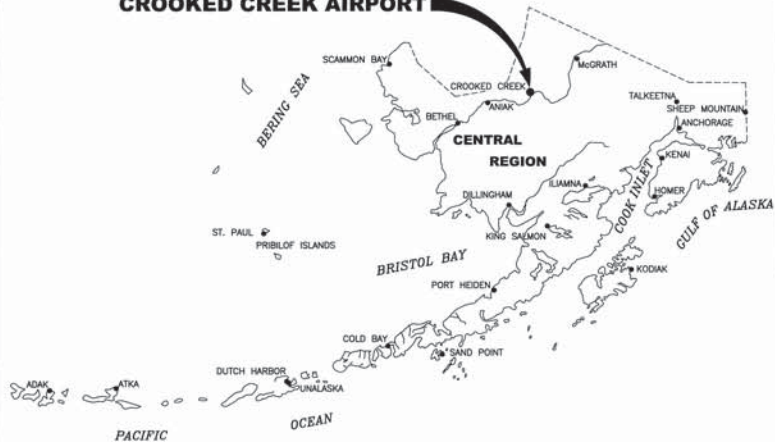 CROOKED CREEK AIRPORT
SCAMMON BAY
McGRATH
CROOKED CREEK
TALKEETNA
SHEEP MOUNTAIN
ANIAK
BETHEL
ANCHORAGE
BERING SEA
CENTRAL
REGION
KENAI
ILIAMNA
DILLINGHAM
HOMER
COOK INLET
GULF OF ALASKA
ST. PAUL
PRIBILOF ISLANDS
KING SALMON
BRISTOL BAY
KODIAK
PORT HEIDEN
COLD BAY
SAND POINT
DUTCH HARBOR
UNALASKA
ADAK
ATKA
PACIFIC
OCEAN